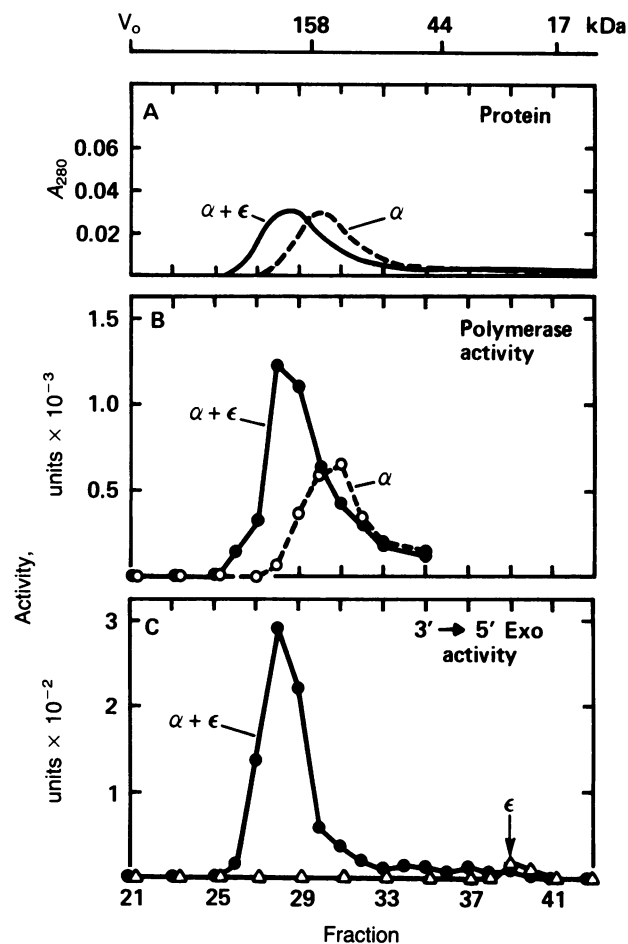 Vo 158 44 17 kDa
A Protein
0.06
0.04
0.02
A280
α + ϵ
α
B Polymerase
activity
1.5
1.0
0.5
units × 10−3
α + ϵ
α
Activity,
C 3′ → 5′ Exo
activity
3
2
1
units × 10−2
α + ϵ
ϵ
21 25 29 33 37 41
Fraction